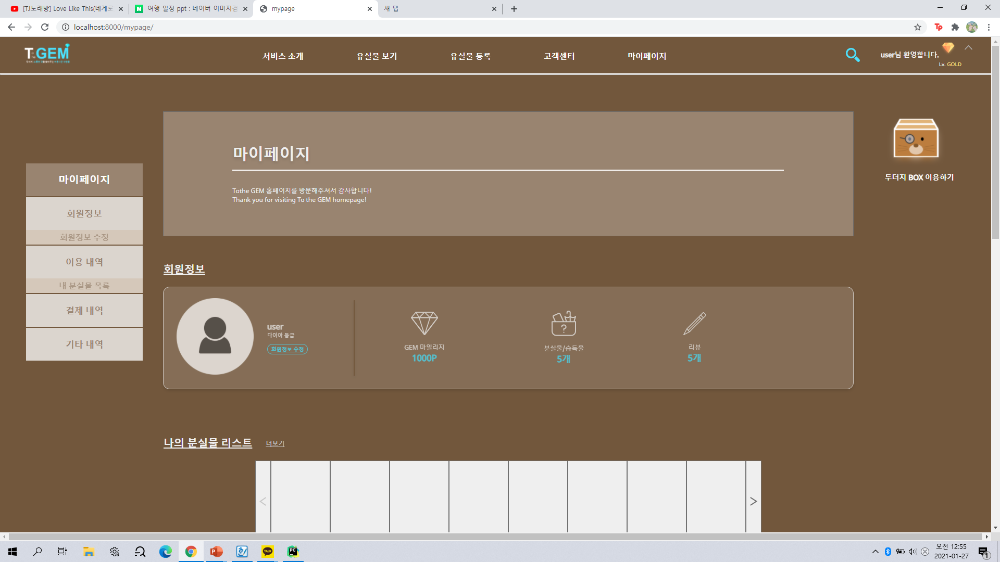 [TJ노래방] Love Like This(네게로
여행 일정 ppt : 네이버 이미지검
mypage
새 탭
localhost:8000/mypage/
T GEM
서비스 소개
유실물 보기
유실물 등록
고객센터
마이페이지
user님 환영합니다.
Lv. GOLD
마이페이지
Tothe GEM 홈페이지를 방문해주셔서 감사합니다!
Thank you for visiting To the GEM homepage!
두더지 BOX 이용하기
마이페이지
회원정보
회원정보 수정
이용 내역
내 분실물 목록
결제 내역
기타 내역
회원정보
user
다이아 등급
회원정보 수정
GEM 마일리지
1000P
?
분실물/습득물
5개
리뷰
5개
나의 분실물 리스트
더보기
<
>
오전 12:55
2021-01-27
1